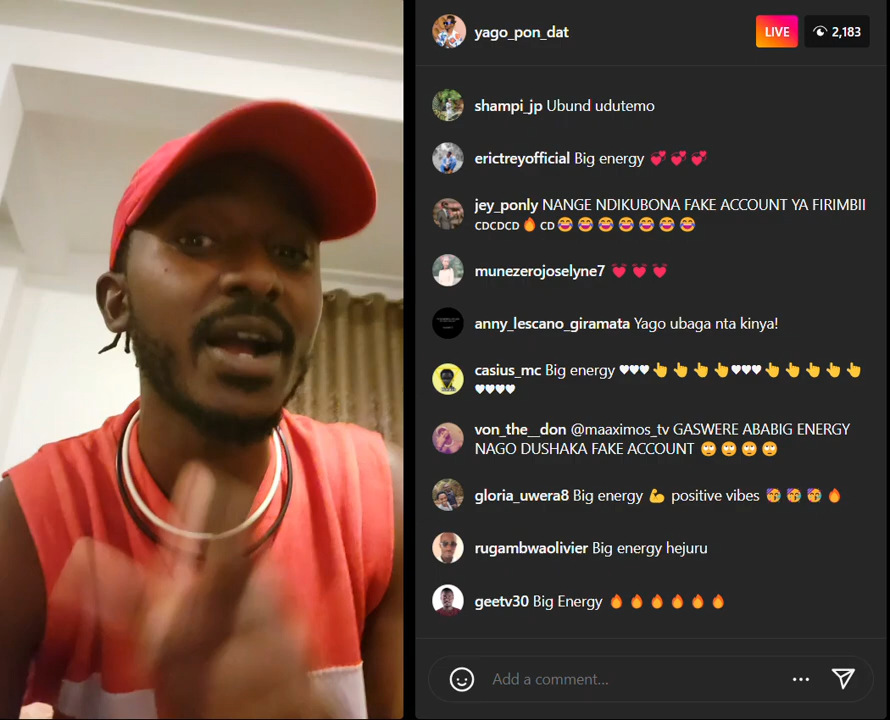 yago_pon_dat
LIVE
2,183
shampi_jp Ubund udutemo
erictreyofficial Big energy 💞 💞 💞
jey_ponly NANGE NDIKUBONA FAKE ACCOUNT YA FIRIMBII
CDCDCD 🔥 CD 😂 😂 😂 😂 😂 😂 😂
munezerojoselyne7 💗 💗 💗
anny_lescano_giramata Yago ubaga nta kinya!
casius_mc Big energy ♥♥♥ 👆 👆 👆 👆 ♥♥♥ 👆 👆 👆 👆 👆
♥♥♥♥
von_the__don @maaximos_tv GASWERE ABABIG ENERGY
NAGO DUSHAKA FAKE ACCOUNT 🙄 🙄 🙄 🙄
gloria_uwera8 Big energy 💪 positive vibes 🥳 🥳 🥳 🔥
rugambwaolivier Big energy hejuru
geetv30 Big Energy 🔥 🔥 🔥 🔥 🔥 🔥
Add a comment...